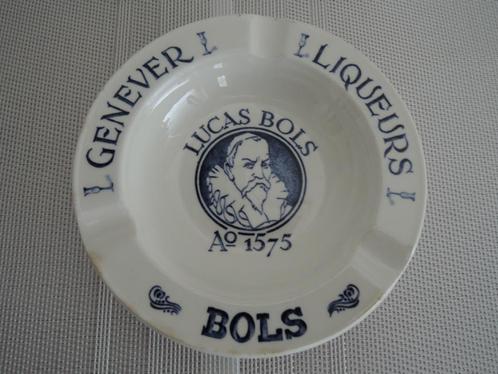 GENEVER
LIQUEURS
LUCAS BOLS
Aº 1575
BOLS